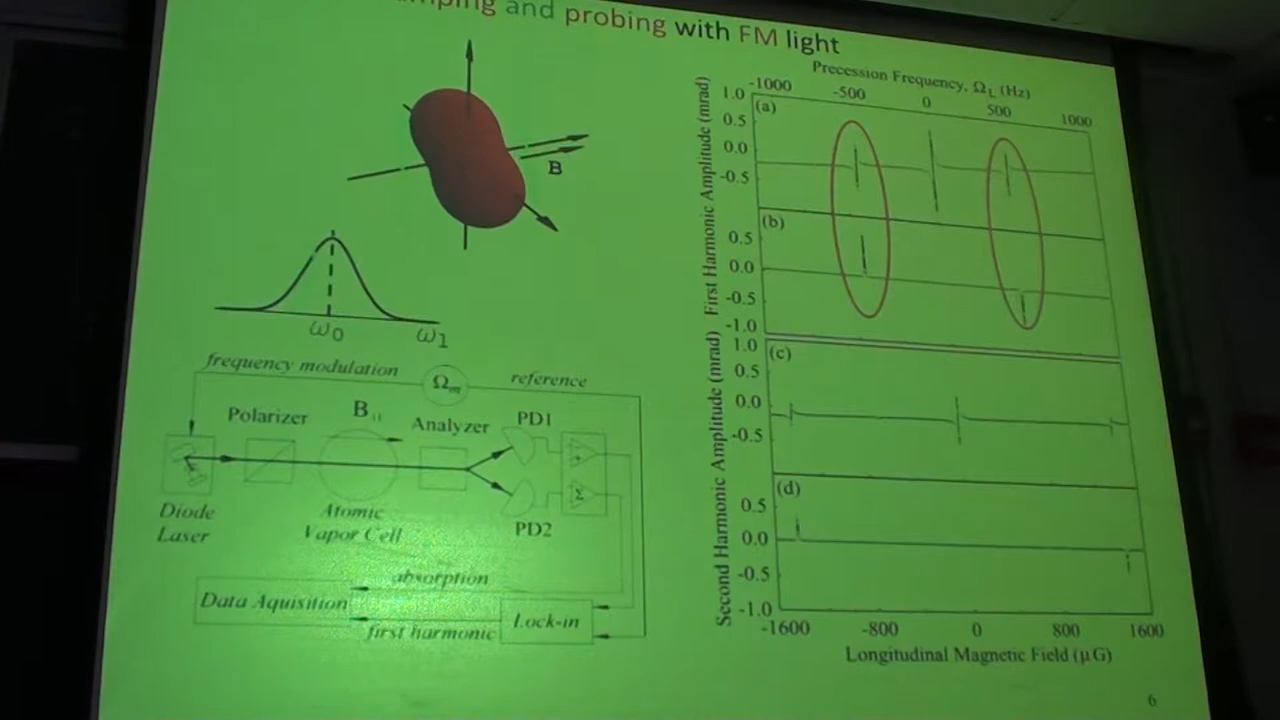 and probing with FM light
B
ω₀
ω₁
frequency modulation
Ωm
reference
Polarizer
B
Analyzer
PD1
Diode
Laser
Atomic
Vapor Cell
PD2
Σ
absorption
Data Aquisition
first harmonic
Lock-in
Precession Frequency, ΩL (Hz)
-1000 -500 0 500 1000
First Harmonic Amplitude (mrad)
(a)
1.0
0.5
0.0
-0.5
(b)
0.5
0.0
-0.5
-1.0
Second Harmonic Amplitude (mrad)
(c)
1.0
0.5
0.0
-0.5
(d)
0.5
0.0
-0.5
-1.0
-1600 -800 0 800 1600
Longitudinal Magnetic Field (μG)
6